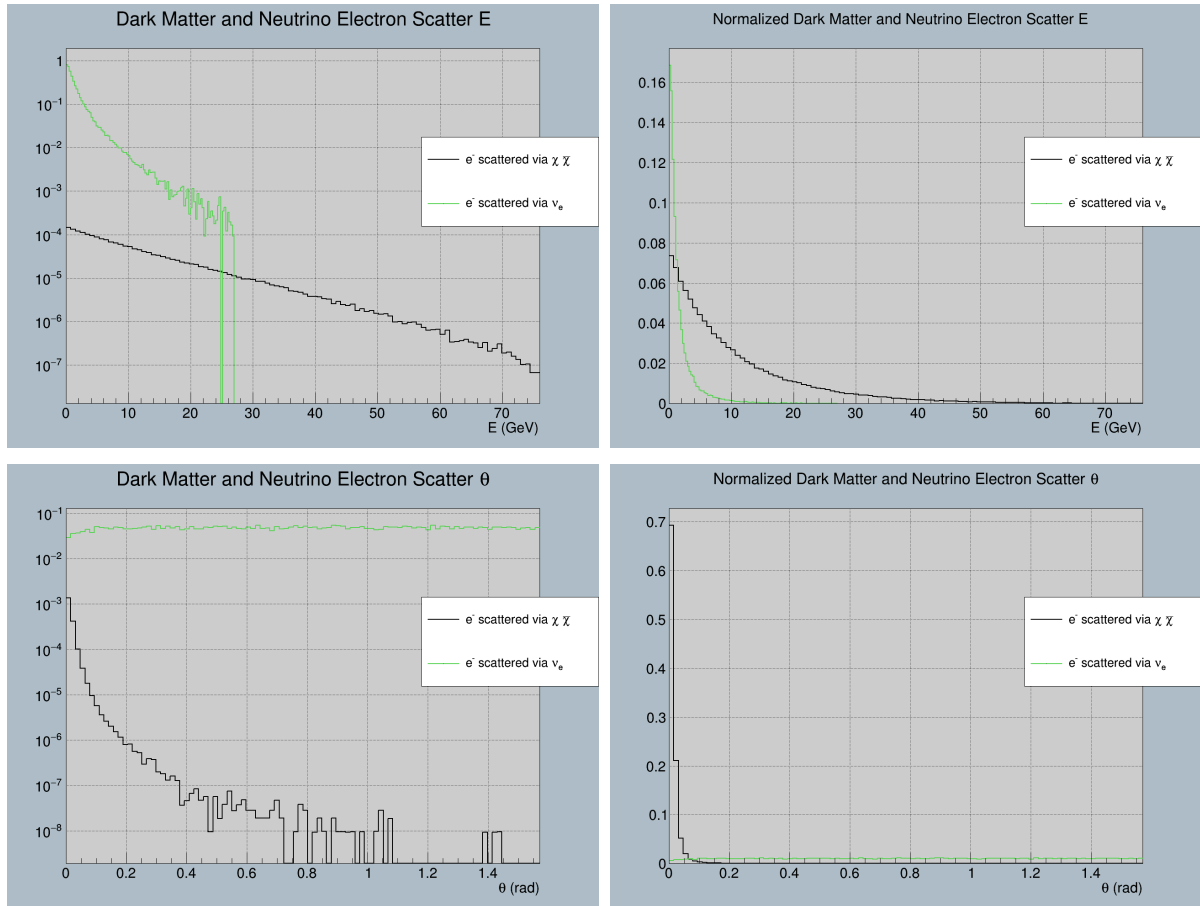 Dark Matter and Neutrino Electron Scatter E
1
10⁻¹
10⁻²
10⁻³
10⁻⁴
10⁻⁵
10⁻⁶
10⁻⁷
0 10 20 30 40 50 60 70
E (GeV)
e⁻ scattered via χ χ̄
e⁻ scattered via νₑ
Normalized Dark Matter and Neutrino Electron Scatter E
0.16
0.14
0.12
0.1
0.08
0.06
0.04
0.02
0
0 10 20 30 40 50 60 70
E (GeV)
e⁻ scattered via χ χ̄
e⁻ scattered via νₑ
Dark Matter and Neutrino Electron Scatter θ
10⁻¹
10⁻²
10⁻³
10⁻⁴
10⁻⁵
10⁻⁶
10⁻⁷
10⁻⁸
0 0.2 0.4 0.6 0.8 1 1.2 1.4
θ (rad)
e⁻ scattered via χ χ̄
e⁻ scattered via νₑ
Normalized Dark Matter and Neutrino Electron Scatter θ
0.7
0.6
0.5
0.4
0.3
0.2
0.1
0
0 0.2 0.4 0.6 0.8 1 1.2 1.4
θ (rad)
e⁻ scattered via χ χ̄
e⁻ scattered via νₑ